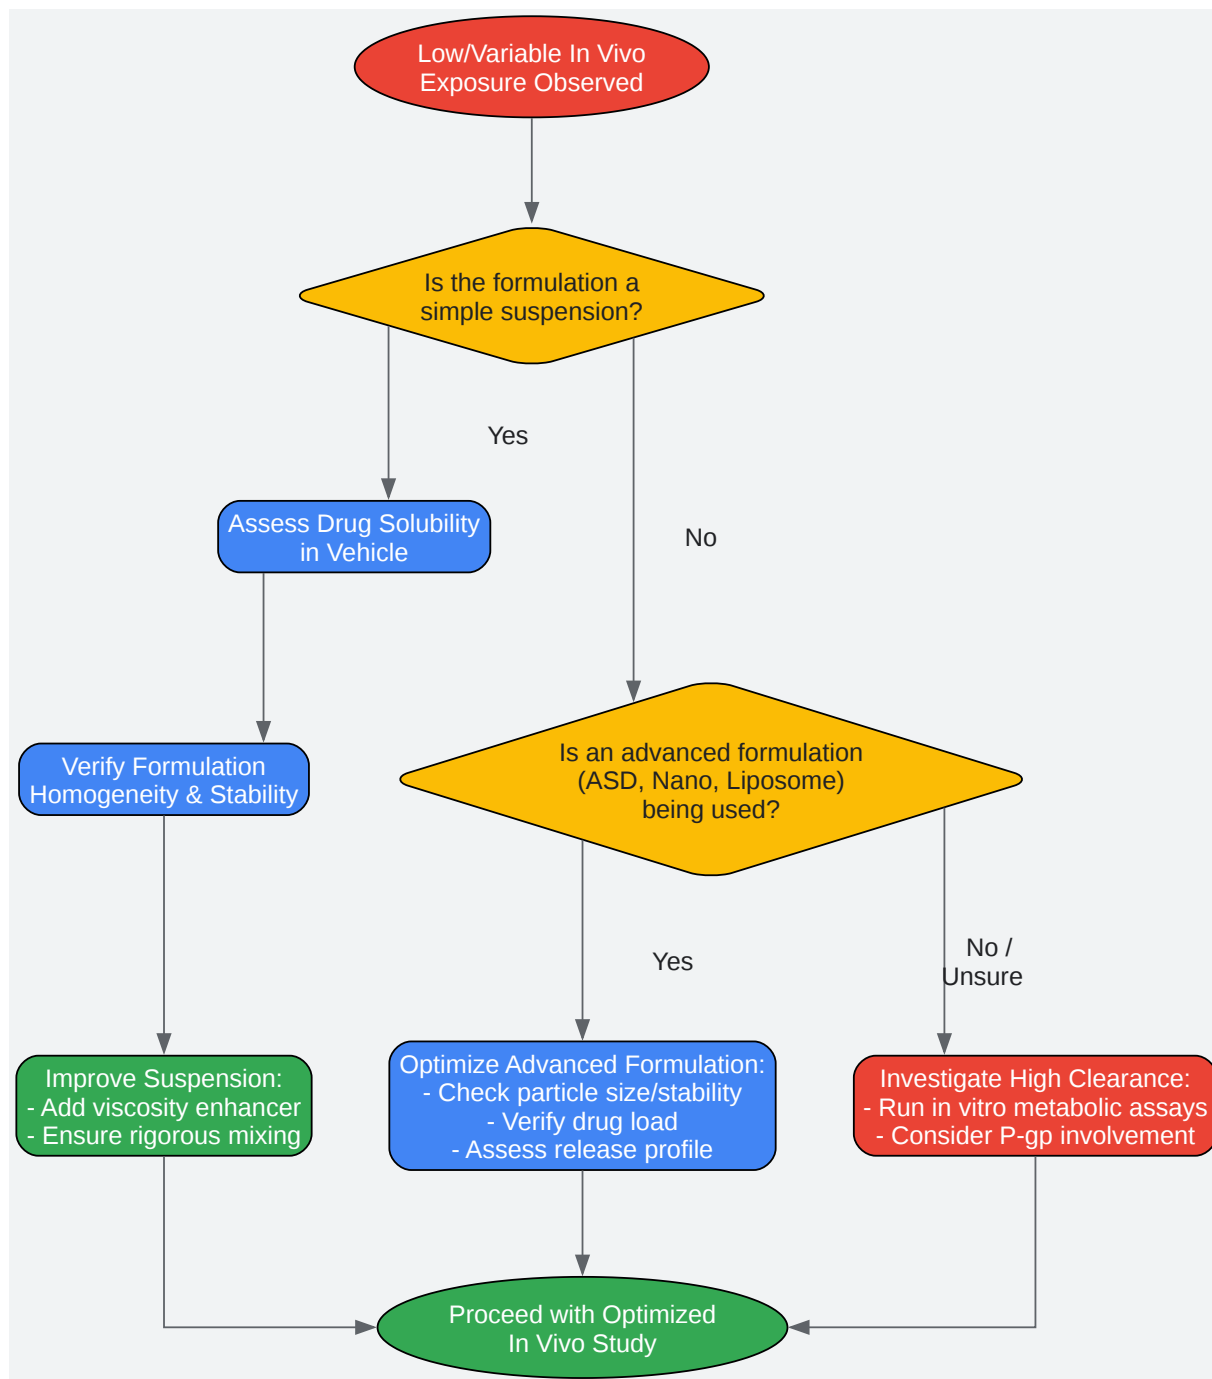 Low/Variable In Vivo
Exposure Observed
Is the formulation a
simple suspension?
Yes
Assess Drug Solubility
in Vehicle
No
Verify Formulation
Homogeneity & Stability
Is an advanced formulation
(ASD, Nano, Liposome)
being used?
Yes
No /
Unsure
Improve Suspension:
- Add viscosity enhancer
- Ensure rigorous mixing
Optimize Advanced Formulation:
- Check particle size/stability
- Verify drug load
- Assess release profile
Investigate High Clearance:
- Run in vitro metabolic assays
- Consider P-gp involvement
Proceed with Optimized
In Vivo Study